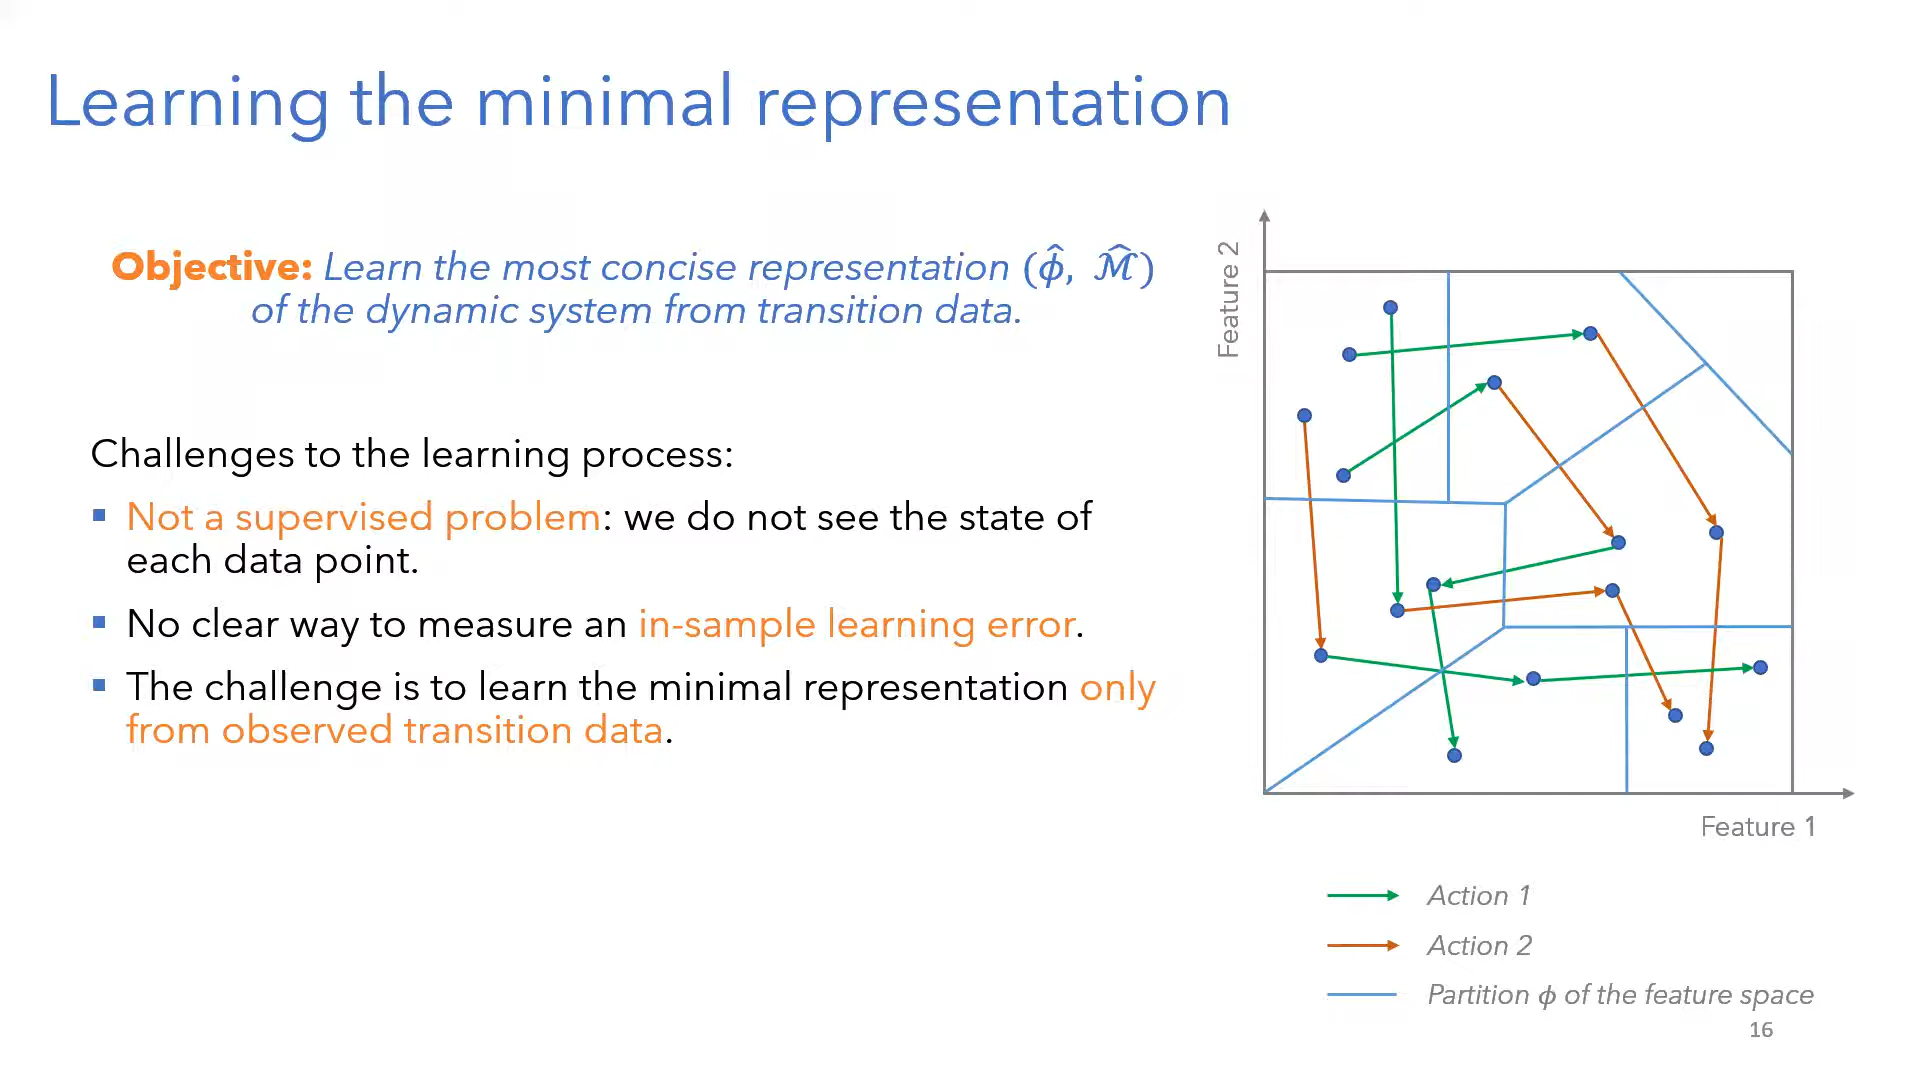 Learning the minimal representation
Objective: Learn the most concise representation (ϕ̂, ℳ̂)
of the dynamic system from transition data.
Challenges to the learning process:
▪ Not a supervised problem: we do not see the state of
each data point.
▪ No clear way to measure an in-sample learning error.
▪ The challenge is to learn the minimal representation only
from observed transition data.
Feature 2
Feature 1
Action 1
Action 2
Partition ϕ of the feature space
16